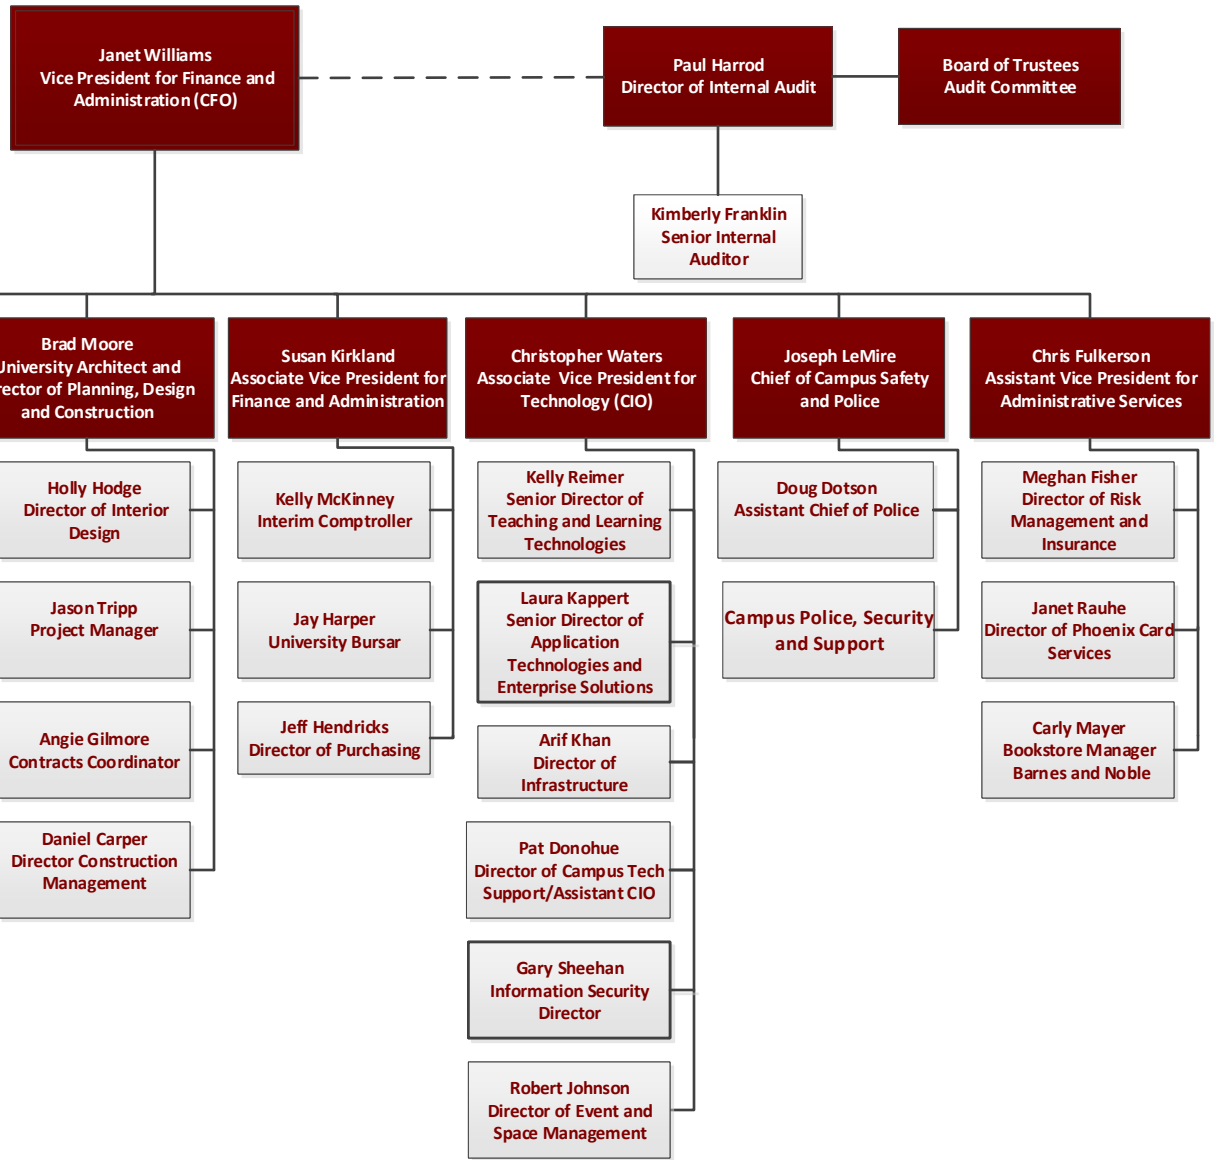 Janet Williams
Vice President for Finance and
Administration (CFO)
Paul Harrod
Director of Internal Audit
Board of Trustees
Audit Committee
Kimberly Franklin
Senior Internal
Auditor
Brad Moore
University Architect and
Director of Planning, Design
and Construction
Susan Kirkland
Associate Vice President for
Finance and Administration
Christopher Waters
Associate Vice President for
Technology (CIO)
Joseph LeMire
Chief of Campus Safety
and Police
Chris Fulkerson
Assistant Vice President for
Administrative Services
Holly Hodge
Director of Interior
Design
Jason Tripp
Project Manager
Angie Gilmore
Contracts Coordinator
Daniel Carper
Director Construction
Management
Kelly McKinney
Interim Comptroller
Jay Harper
University Bursar
Jeff Hendricks
Director of Purchasing
Kelly Reimer
Senior Director of
Teaching and Learning
Technologies
Laura Kappert
Senior Director of
Application
Technologies and
Enterprise Solutions
Arif Khan
Director of
Infrastructure
Pat Donohue
Director of Campus Tech
Support/Assistant CIO
Gary Sheehan
Information Security
Director
Robert Johnson
Director of Event and
Space Management
Doug Dotson
Assistant Chief of Police
Campus Police, Security
and Support
Meghan Fisher
Director of Risk
Management and
Insurance
Janet Rauhe
Director of Phoenix Card
Services
Carly Mayer
Bookstore Manager
Barnes and Noble